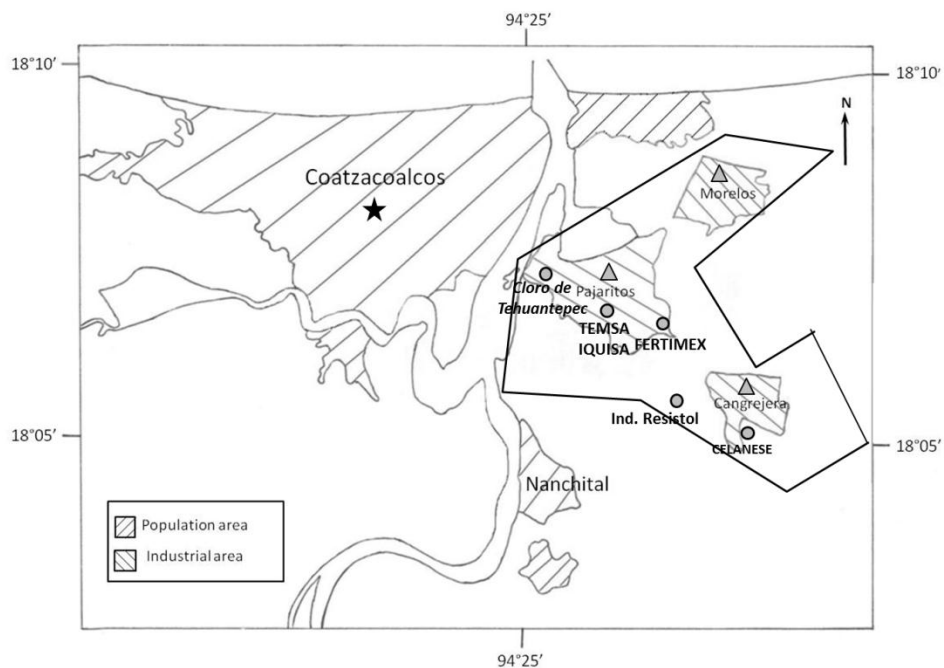 94°25'
18°10'
18°10'
N
Coatzacoalcos
Morelos
Cloro de
Tehuantepec
Pajaritos
TEMSA
IQUISA
FERTIMEX
Cangrejera
Ind. Resistol
CELANESE
18°05'
18°05'
Nanchital
Population area
Industrial area
94°25'